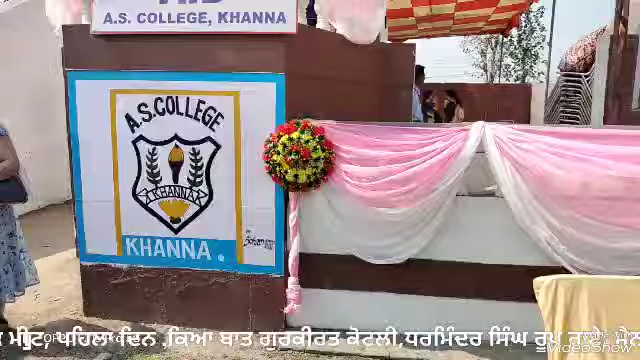 A.S. COLLEGE, KHANNA
A.S.COLLEGE
KHANNA
KHANNA.
ਮੀਟ, ਪਹਿਲਾ ਦਿਨ .ਕਿਆ ਬਾਤ ਗੁਰਕੀਰਤ ਕੋਟਲੀ,ਧਰਮਿੰਦਰ ਸਿੰਘ ਰੂਪ
VideoShow